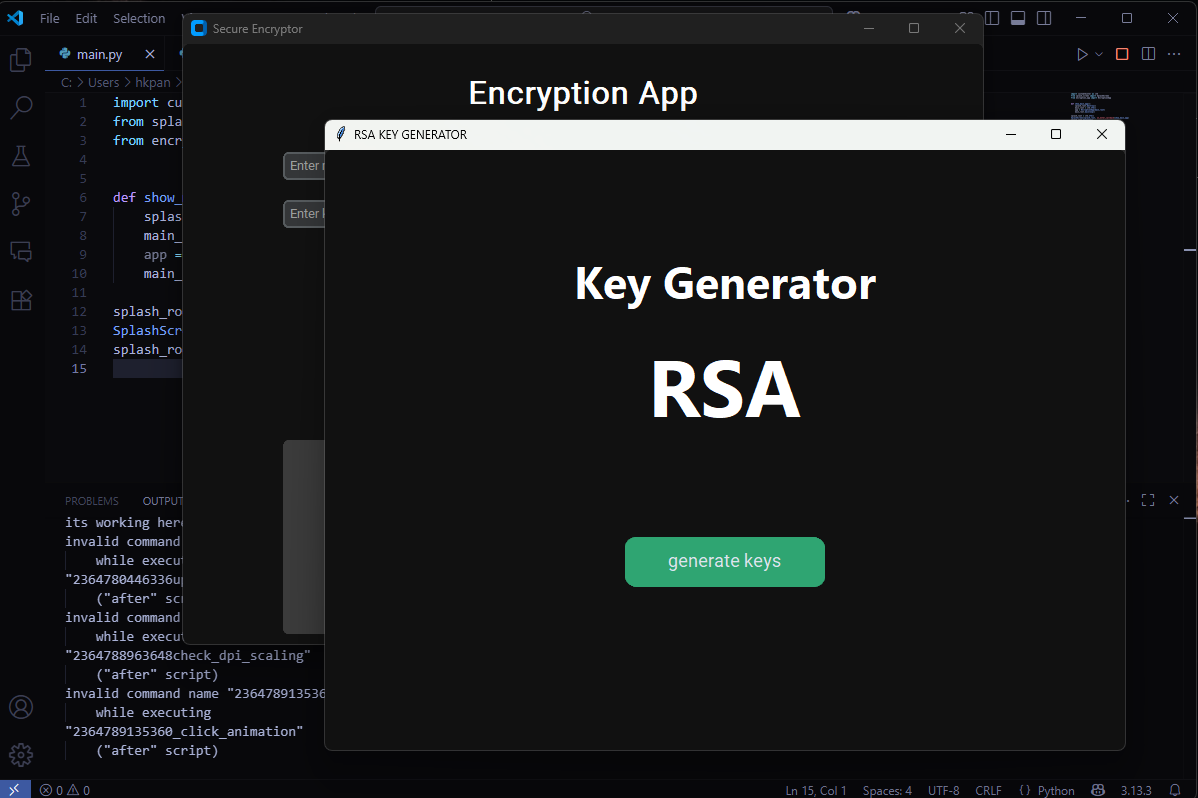 File Edit Selection
Secure Encryptor
main.py
C: > Users > hkpan >
Encryption App
RSA KEY GENERATOR
1 import cu
2 from spla
3 from encr
4
5
6 def show_
7 splas
8 main_
9 app =
10 main_
11
12 splash_ro
13 SplashScr
14 splash_ro
15
Enter
Enter
Key Generator
RSA
generate keys
PROBLEMS OUTPUT
its working here
invalid command
while execut
"2364780446336up
("after" scr
invalid command
while execut
"2364788963648check_dpi_scaling"
("after" script)
invalid command name "236478913536
while executing
"2364789135360_click_animation"
("after" script)
0 0
Ln 15, Col 1 Spaces: 4 UTF-8 CRLF {} Python 3.13.3